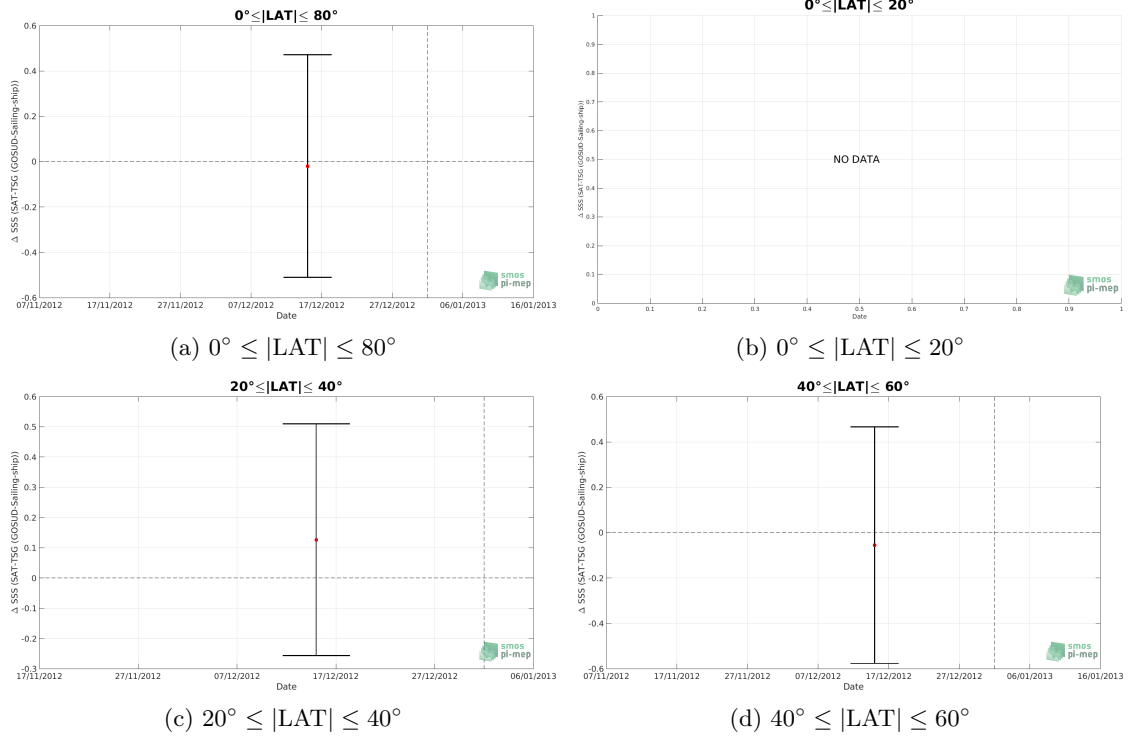 0°≤|LAT|≤ 80°
0.6
0.4
0.2
0
-0.2
-0.4
-0.6
Δ SSS (SAT-TSG (GOSUD-Sailing-ship))
07/11/2012 17/11/2012 27/11/2012 07/12/2012 17/12/2012 27/12/2012 06/01/2013 16/01/2013
Date
smos
pi-mep
(a) 0° ≤ |LAT| ≤ 80°
0°≤|LAT|≤ 20°
1
0.9
0.8
0.7
0.6
0.5
0.4
0.3
0.2
0.1
0
Δ SSS (SAT-TSG (GOSUD-Sailing-ship))
NO DATA
0 0.1 0.2 0.3 0.4 0.5 0.6 0.7 0.8 0.9 1
Date
smos
pi-mep
(b) 0° ≤ |LAT| ≤ 20°
20°≤|LAT|≤ 40°
0.6
0.5
0.4
0.3
0.2
0.1
0
-0.1
-0.2
-0.3
Δ SSS (SAT-TSG (GOSUD-Sailing-ship))
17/11/2012 27/11/2012 07/12/2012 17/12/2012 27/12/2012 06/01/2013
Date
smos
pi-mep
(c) 20° ≤ |LAT| ≤ 40°
40°≤|LAT|≤ 60°
0.6
0.4
0.2
0
-0.2
-0.4
-0.6
Δ SSS (SAT-TSG (GOSUD-Sailing-ship))
07/11/2012 17/11/2012 27/11/2012 07/12/2012 17/12/2012 27/12/2012 06/01/2013 16/01/2013
Date
smos
pi-mep
(d) 40° ≤ |LAT| ≤ 60°